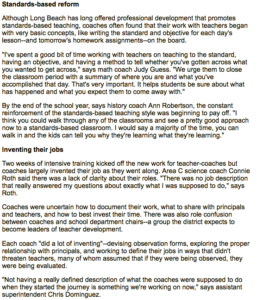 Standards-based reform
Although Long Beach has long offered professional development that promotes
standards-based teaching, coaches often found that their work with teachers began
with very basic concepts, like writing the standard and objective for each day's
lesson--and tomorrow's homework assignments--on the board.
"I've spent a good bit of time working with teachers on teaching to the standard,
having an objective, and having a method to tell whether you've gotten across what
you wanted to get across," says math coach Judy Guess. "We urge them to close
the classroom period with a summary of where you are and what you've
accomplished that day. That's very important. It helps students be sure about what
has happened and what you expect them to come away with."
By the end of the school year, says history coach Ann Robertson, the constant
reinforcement of the standards-based teaching style was beginning to pay off. "I
think you could walk through any of the classrooms and see a pretty good approach
now to a standards-based classroom. I would say a majority of the time, you can
walk in and the kids can tell you why they're learning what they're learning."
Inventing their jobs
Two weeks of intensive training kicked off the new work for teacher-coaches but
coaches largely invented their job as they went along. Area C science coach Connie
Roth said there was a lack of clarity about their roles. "There was no job description
that really answered my questions about exactly what I was supposed to do," says
Roth.
Coaches were uncertain how to document their work, what to share with principals
and teachers, and how to best invest their time. There was also role confusion
between coaches and school department chairs--a group the district expects to
become leaders of teacher development.
Each coach "did a lot of inventing"--devising observation forms, exploring the proper
relationship with principals, and working to define their jobs in ways that didn't
threaten teachers, many of whom assumed that if they were being observed, they
were being evaluated.
"Not having a really defined description of what the coaches were supposed to do
when they started the journey is something we're working on now," says assistant
superintendent Chris Dominguez.